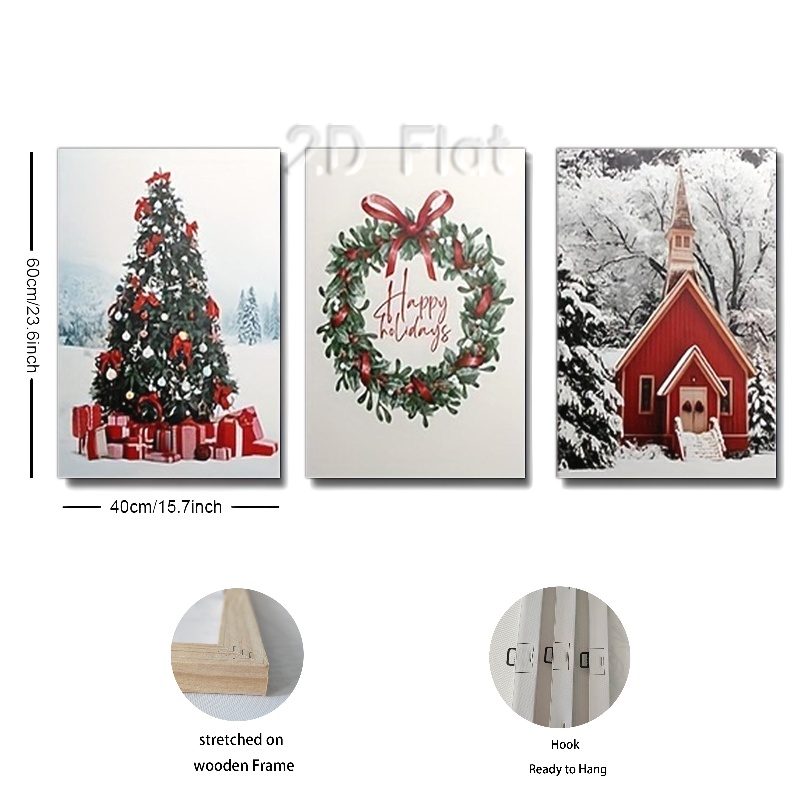 2D Flat
60cm/23.6inch
Happy
holidays
40cm/15.7inch
stretched on
wooden Frame
Hook
Ready to Hang